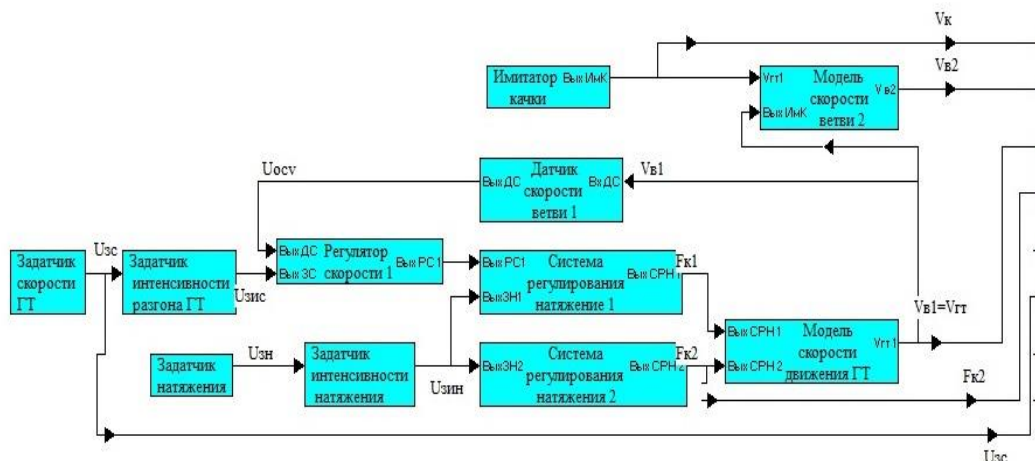 Vк
Имитатор
качки
ВыхИмК
Vгт1
ВыхИмК
Модель
скорости
ветви 2
Vв2
Vв2
Uосv
ВыхДС
Датчик
скорости
ветви 1
ВхДС
Vв1
Задатчик
скорости
ГТ
Uзс
Задатчик
интенсивности
разгона ГТ
Uзис
ВыхДС
ВыхЗС
Регулятор
скорости 1
ВыхРС1
ВыхРС1
ВыхЗН1
Система
регулирования
натяжение 1
ВыхСРН1
Fк1
Vв1=Vгт
Задатчик
натяжения
Uзн
Задатчик
интенсивности
натяжения
Uзин
ВыхЗН2
Система
регулирования
натяжения 2
ВыхСРН2
Fк2
ВыхСРН1
ВыхСРН2
Модель
скорости
движения ГТ
Vгт1
Fк2
Uзс